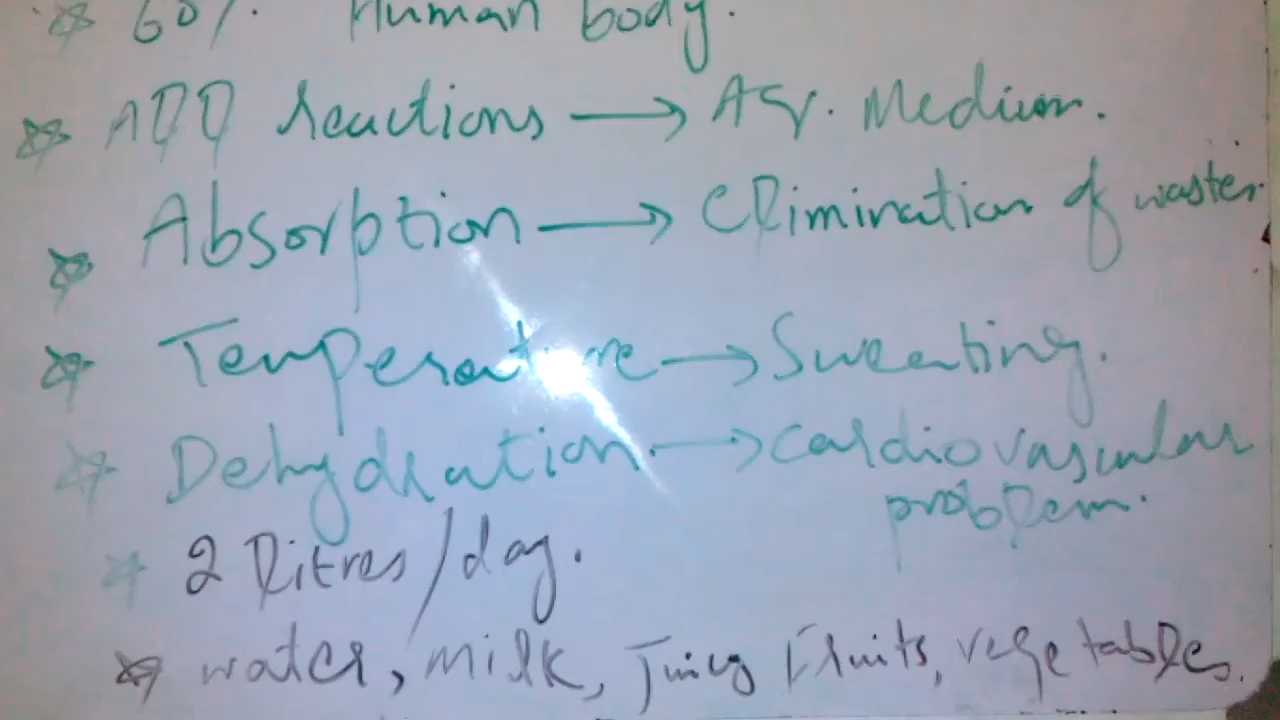 60%. Human body.
All reactions → Aq. Medium.
Absorption → Elimination of wastes.
Temperature → Sweating.
Dehydration. → Cardiovascular
problem.
2 litres/day.
water, milk, Juicy Fruits, vegetables.